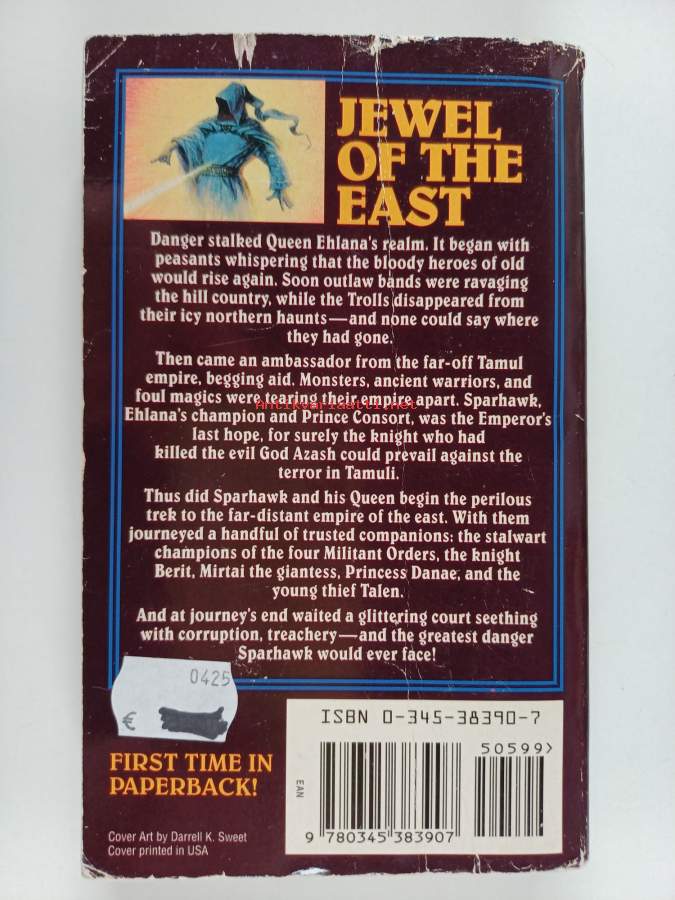 JEWEL
OF THE
EAST
Danger stalked Queen Ehlana's realm. It began with
peasants whispering that the bloody heroes of old
would rise again. Soon outlaw bands were ravaging
the hill country, while the Trolls disappeared from
their icy northern haunts—and none could say where
they had gone.
Then came an ambassador from the far-off Tamul
empire, begging aid. Monsters, ancient warriors, and
foul magics were tearing their empire apart. Sparhawk,
Antikvariaatti.net
Ehlana's champion and Prince Consort, was the Emperor's
last hope, for surely the knight who had
killed the evil God Azash could prevail against the
terror in Tamuli.
Thus did Sparhawk and his Queen begin the perilous
trek to the far-distant empire of the east. With them
journeyed a handful of trusted companions: the stalwart
champions of the four Militant Orders, the knight
Berit, Mirtai the giantess, Princess Danae, and the
young thief Talen.
And at journey's end waited a glittering court seething
with corruption, treachery—and the greatest danger
Sparhawk would ever face!
0425
€
FIRST TIME IN
PAPERBACK!
Cover Art by Darrell K. Sweet
Cover printed in USA
ISBN 0-345-38390-7
50599>
EAN
9 780345 383907